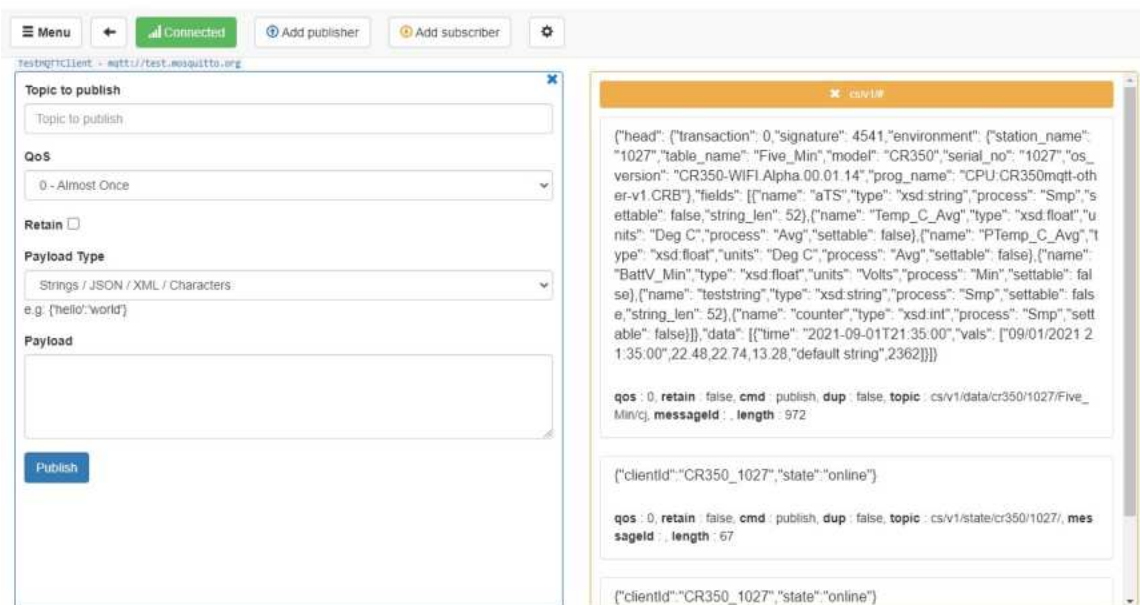 Menu
Connected
Add publisher
Add subscriber
TestMQTTClient - mqtt://test.mosquitto.org
Topic to publish
Topic to publish
QoS
0 - Almost Once
Retain
Payload Type
Strings / JSON / XML / Characters
e.g: {'hello':'world'}
Payload
Publish
cs/v1/#
{"head": {"transaction": 0,"signature": 4541,"environment": {"station_name":
"1027","table_name": "Five_Min","model": "CR350","serial_no": "1027","os_
version": "CR350-WIFI.Alpha.00.01.14","prog_name": "CPU:CR350mqtt-oth
er-v1.CRB"},"fields": [{"name": "aTS","type": "xsd:string","process": "Smp","s
ettable": false,"string_len": 52},{"name": "Temp_C_Avg","type": "xsd:float","u
nits": "Deg C","process": "Avg","settable": false},{"name": "PTemp_C_Avg","t
ype": "xsd:float","units": "Deg C","process": "Avg","settable": false},{"name":
"BattV_Min","type": "xsd:float","units": "Volts","process": "Min","settable": fal
se},{"name": "teststring","type": "xsd:string","process": "Smp","settable": fals
e,"string_len": 52},{"name": "counter","type": "xsd:int","process": "Smp","sett
able": false}]},"data": [{"time": "2021-09-01T21:35:00","vals": ["09/01/2021 2
1:35:00",22.48,22.74,13.28,"default string",2362]}]}
qos : 0, retain : false, cmd : publish, dup : false, topic : cs/v1/data/cr350/1027/Five_
Min/cj, messageId : , length : 972
{"clientId":"CR350_1027","state":"online"}
qos : 0, retain : false, cmd : publish, dup : false, topic : cs/v1/state/cr350/1027/, mes
sageId : , length : 67
{"clientId":"CR350_1027","state":"online"}